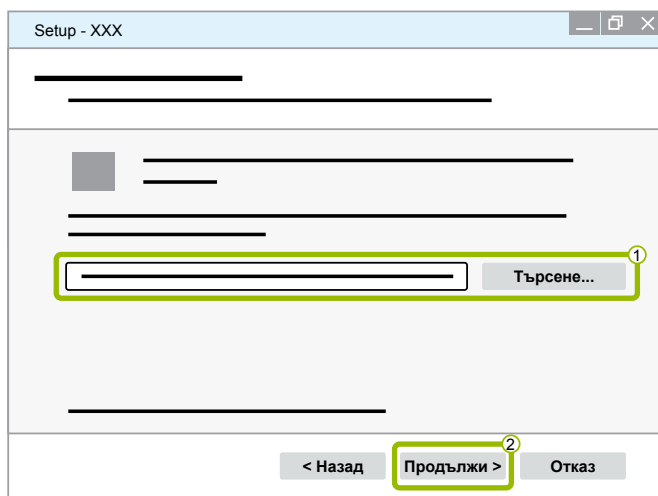 Setup - XXX
1
Търсене...
2
< Назад
Продължи >
Отказ